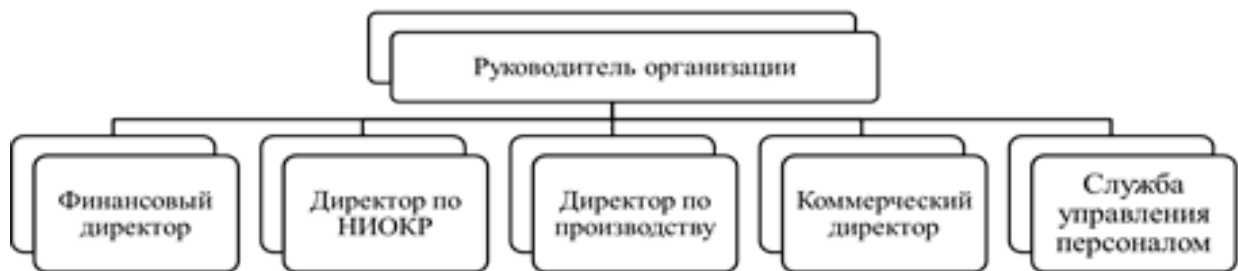 Руководитель организации
Финансовый
директор
Директор по
НИОКР
Директор по
производству
Коммерческий
директор
Служба
управления
персоналом